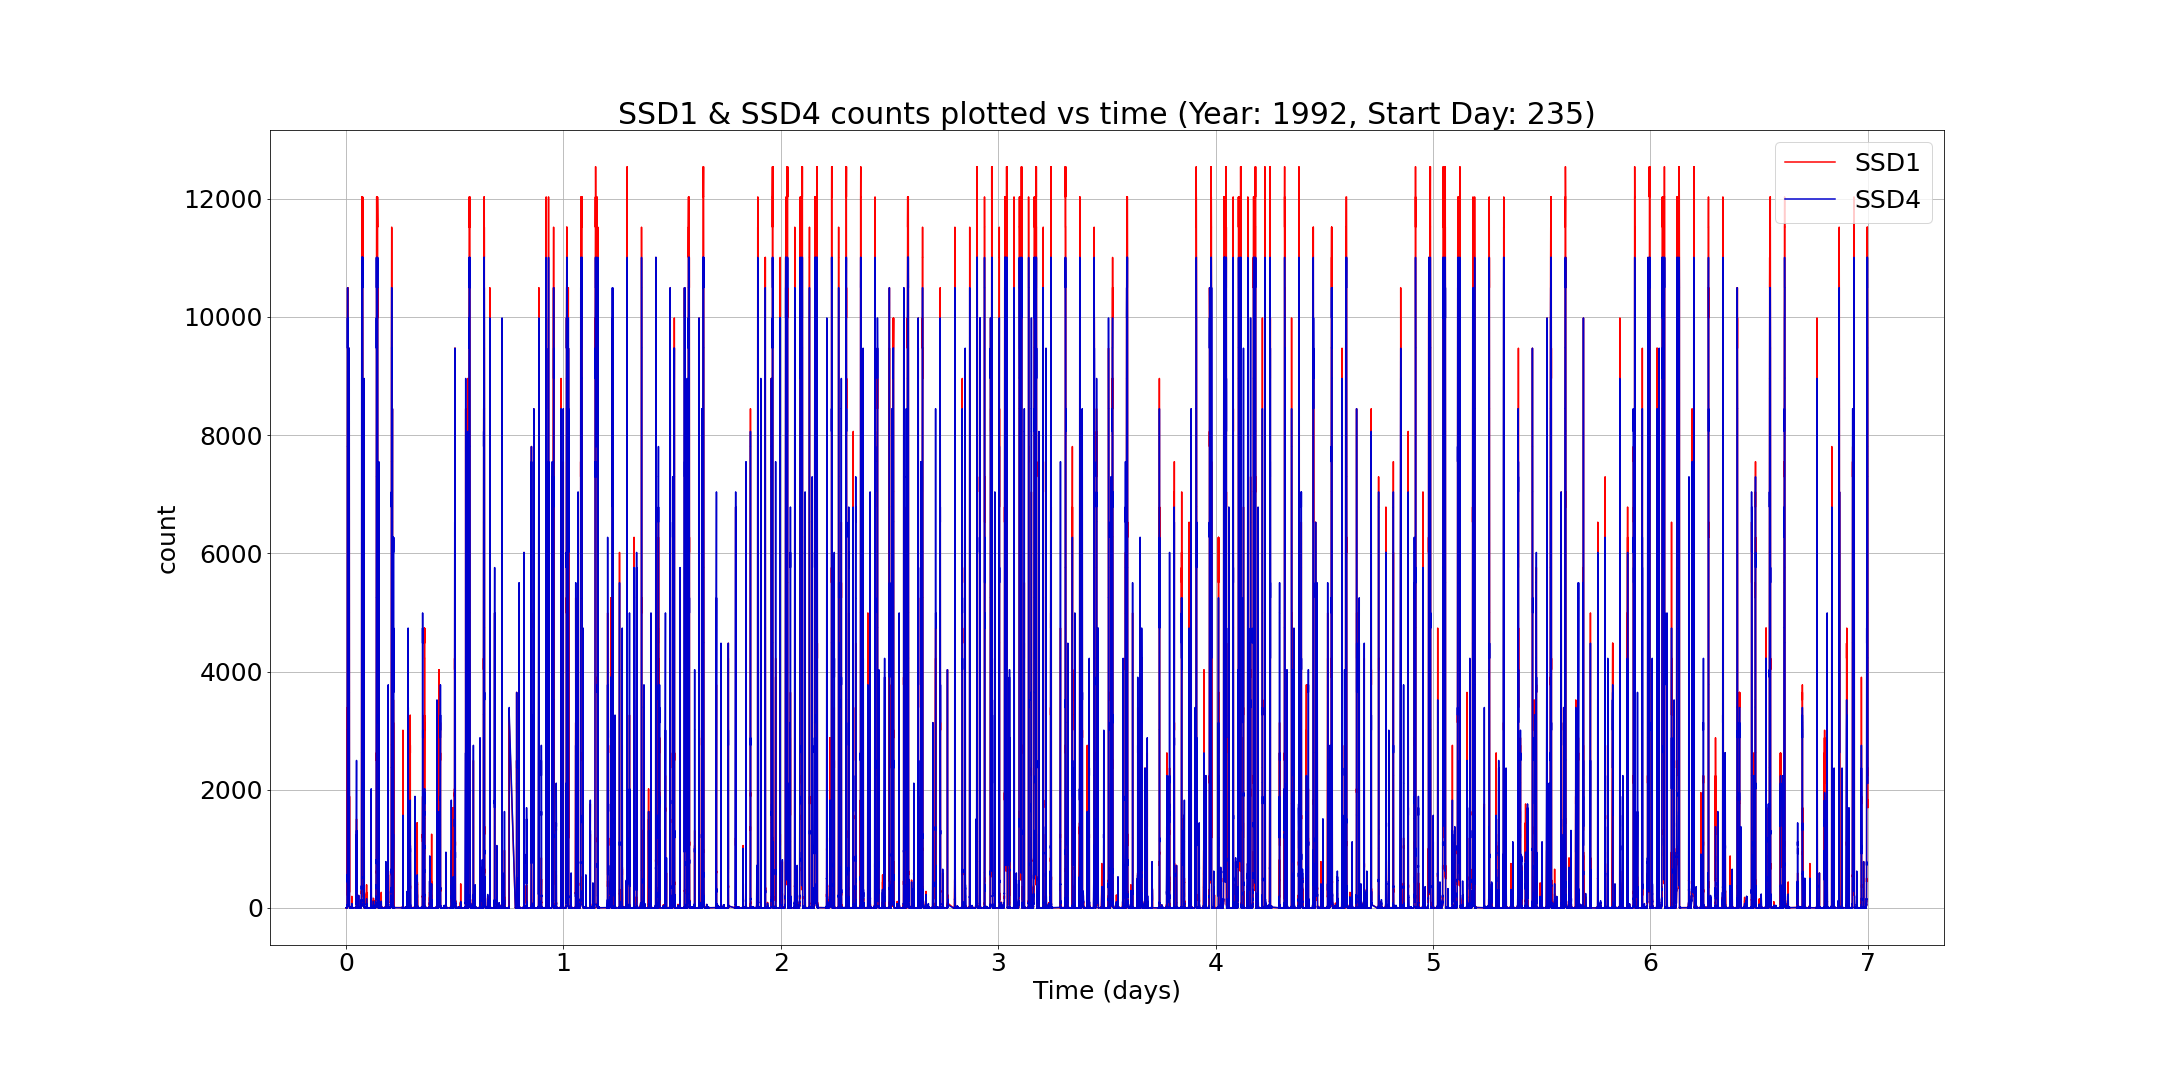 SSD1 & SSD4 counts plotted vs time (Year: 1992, Start Day: 235)
SSD1
SSD4
12000
10000
8000
6000
4000
2000
0
count
0 1 2 3 4 5 6 7
Time (days)